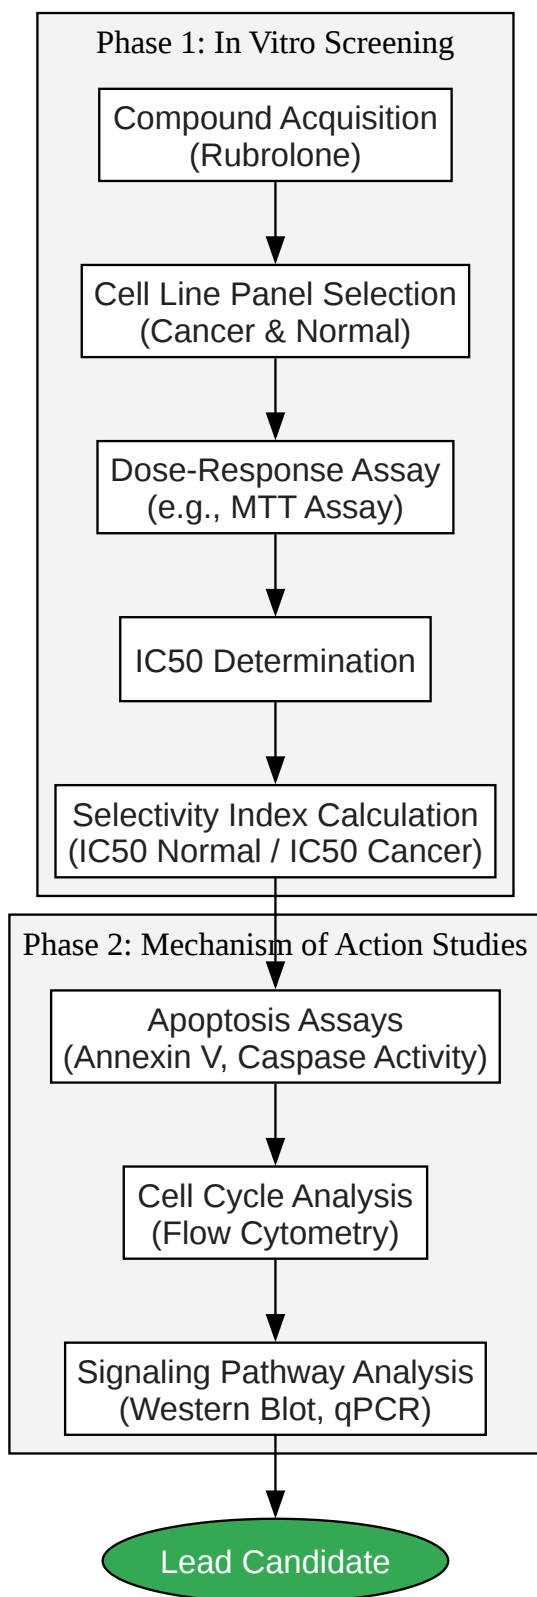 Phase 1: In Vitro Screening
Compound Acquisition
(Rubrolone)
Cell Line Panel Selection
(Cancer & Normal)
Dose-Response Assay
(e.g., MTT Assay)
IC50 Determination
Selectivity Index Calculation
(IC50 Normal / IC50 Cancer)
Phase 2: Mechanism of Action Studies
Apoptosis Assays
(Annexin V, Caspase Activity)
Cell Cycle Analysis
(Flow Cytometry)
Signaling Pathway Analysis
(Western Blot, qPCR)
Lead Candidate